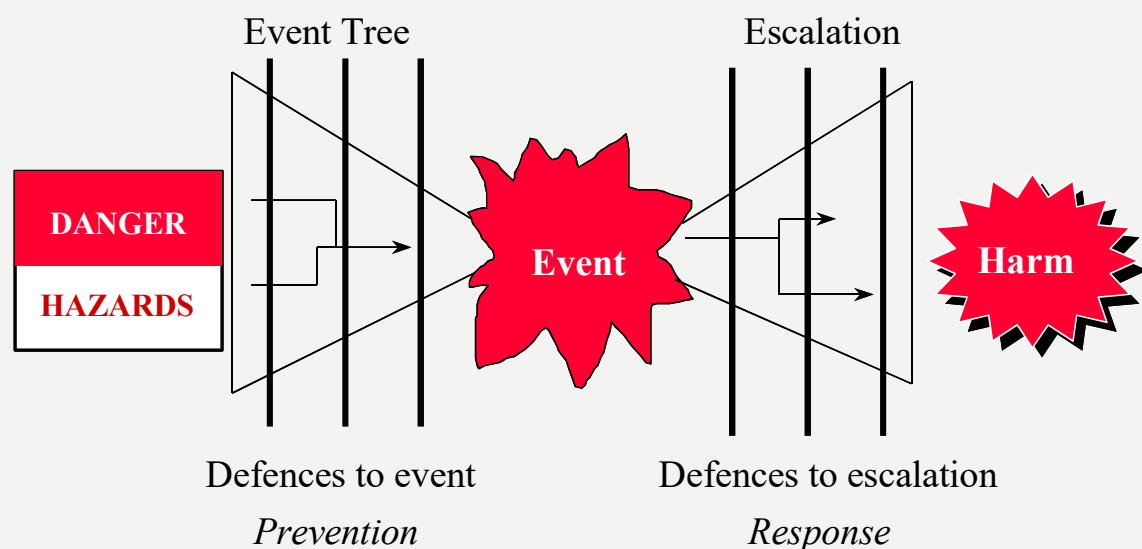 Event Tree
Escalation
DANGER
HAZARDS
Event
Harm
Defences to event
Defences to escalation
Prevention
Response